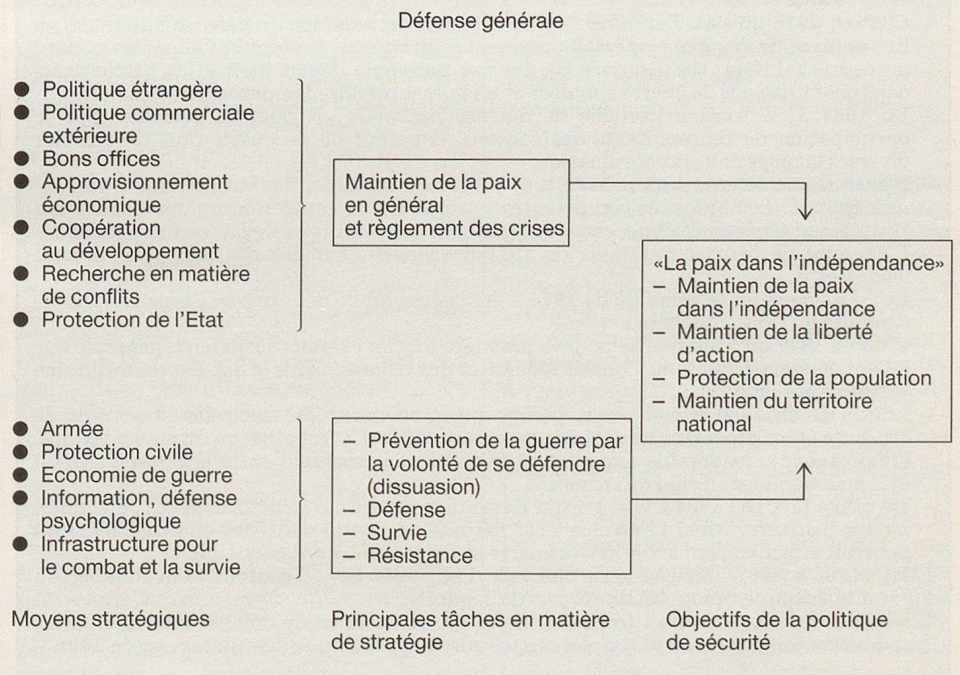 Défense générale
● Politique étrangère
● Politique commerciale
extérieure
● Bons offices
● Approvisionnement
économique
● Coopération
au développement
● Recherche en matière
de conflits
● Protection de l'Etat
Maintien de la paix
en général
et règlement des crises
● Armée
● Protection civile
● Economie de guerre
● Information, défense
psychologique
● Infrastructure pour
le combat et la survie
– Prévention de la guerre par
la volonté de se défendre
(dissuasion)
– Défense
– Survie
– Résistance
«La paix dans l'indépendance»
– Maintien de la paix
dans l'indépendance
– Maintien de la liberté
d'action
– Protection de la population
– Maintien du territoire
national
Moyens stratégiques
Principales tâches en matière
de stratégie
Objectifs de la politique
de sécurité